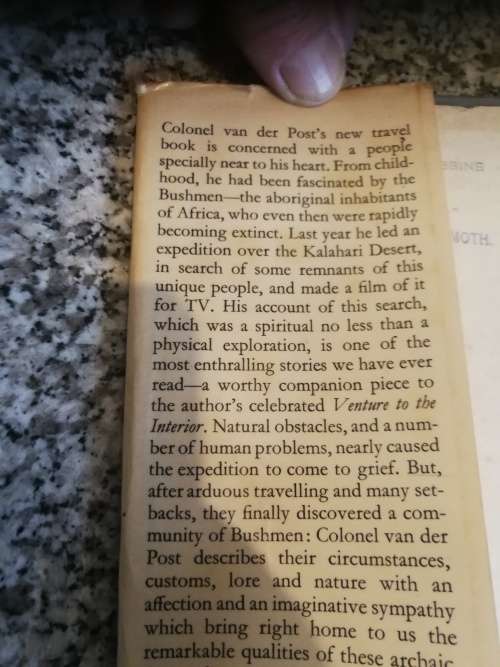 Colonel van der Post's new travel
book is concerned with a people
specially near to his heart. From child-
hood, he had been fascinated by the
Bushmen—the aboriginal inhabitants
of Africa, who even then were rapidly
becoming extinct. Last year he led an
expedition over the Kalahari Desert,
in search of some remnants of this
unique people, and made a film of it
for TV. His account of this search,
which was a spiritual no less than a
physical exploration, is one of the
most enthralling stories we have ever
read—a worthy companion piece to
the author's celebrated Venture to the
Interior. Natural obstacles, and a num-
ber of human problems, nearly caused
the expedition to come to grief. But,
after arduous travelling and many set-
backs, they finally discovered a com-
munity of Bushmen: Colonel van der
Post describes their circumstances,
customs, lore and nature with an
affection and an imaginative sympathy
which bring right home to us the
remarkable qualities of these archaic